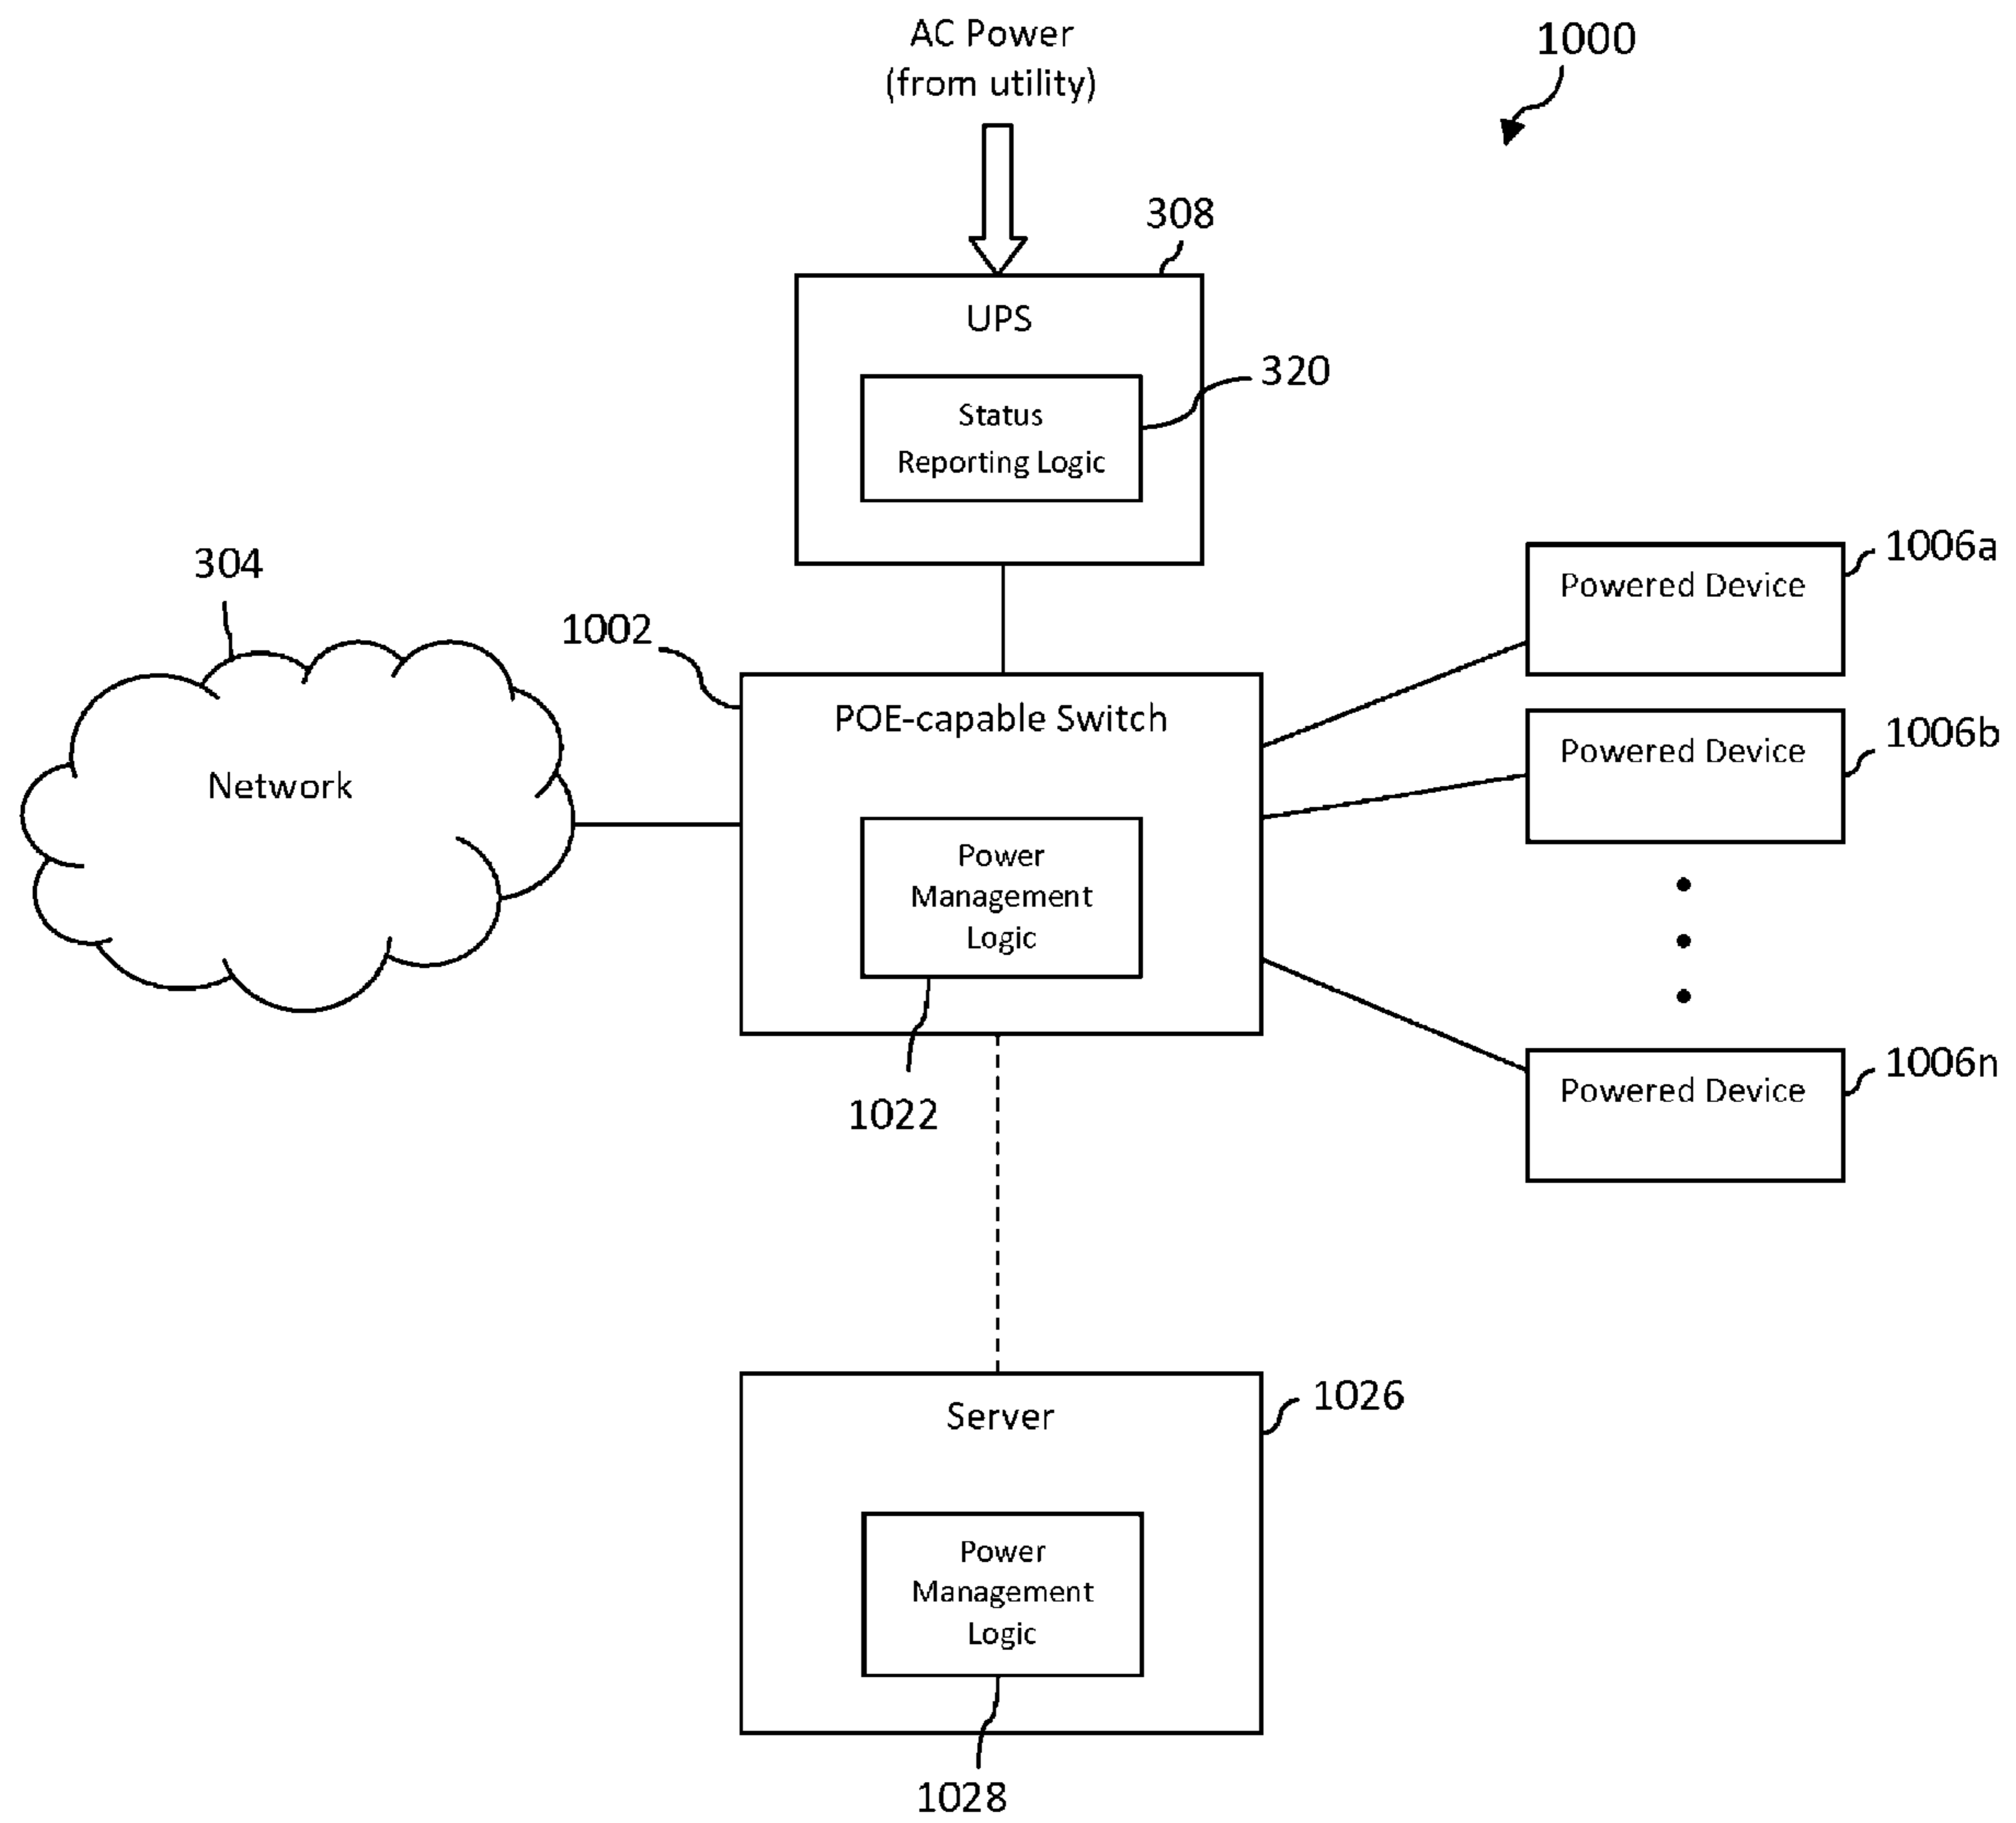 AC Power
(from utility)
1000
308
UPS
320
Status
Reporting Logic
304
1002
1006a
Powered Device
POE-capable Switch
1006b
Powered Device
Network
Power
Management
Logic
1022
1006n
Powered Device
1026
Server
Power
Management
Logic
1028